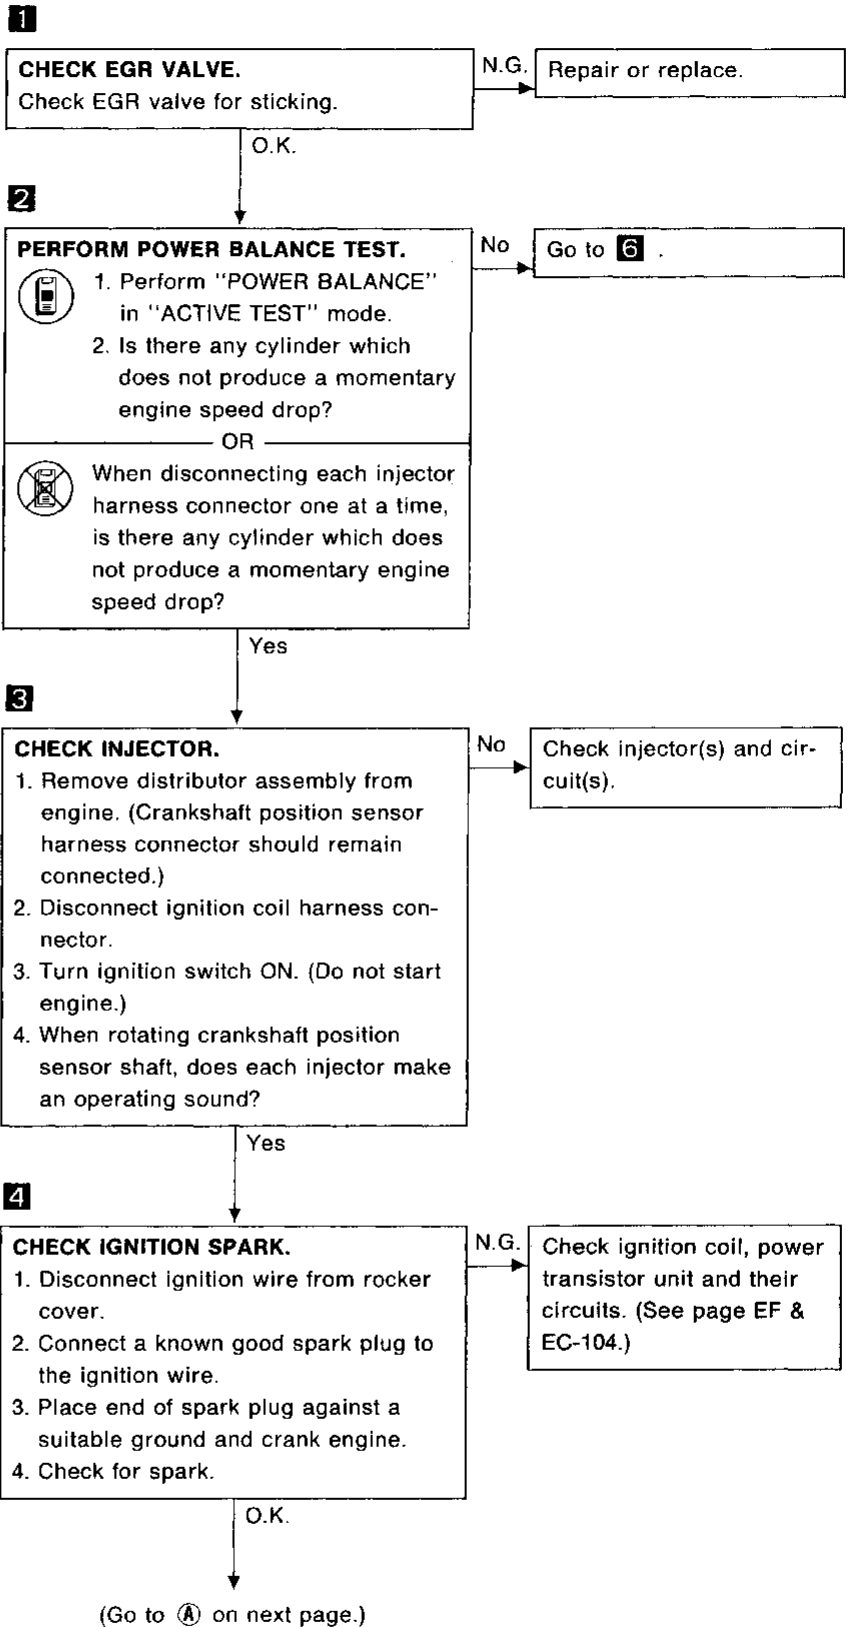 1
CHECK EGR VALVE.
Check EGR valve for sticking.
N.G.
Repair or replace.
O.K.
2
PERFORM POWER BALANCE TEST.
1. Perform "POWER BALANCE"
in "ACTIVE TEST" mode.
2. Is there any cylinder which
does not produce a momentary
engine speed drop?
OR
When disconnecting each injector
harness connector one at a time,
is there any cylinder which does
not produce a momentary engine
speed drop?
No
Go to 6 .
Yes
3
CHECK INJECTOR.
1. Remove distributor assembly from
engine. (Crankshaft position sensor
harness connector should remain
connected.)
2. Disconnect ignition coil harness con-
nector.
3. Turn ignition switch ON. (Do not start
engine.)
4. When rotating crankshaft position
sensor shaft, does each injector make
an operating sound?
No
Check injector(s) and cir-
cuit(s).
Yes
4
CHECK IGNITION SPARK.
1. Disconnect ignition wire from rocker
cover.
2. Connect a known good spark plug to
the ignition wire.
3. Place end of spark plug against a
suitable ground and crank engine.
4. Check for spark.
N.G.
Check ignition coil, power
transistor unit and their
circuits. (See page EF &
EC-104.)
O.K.
(Go to Ⓐ on next page.)